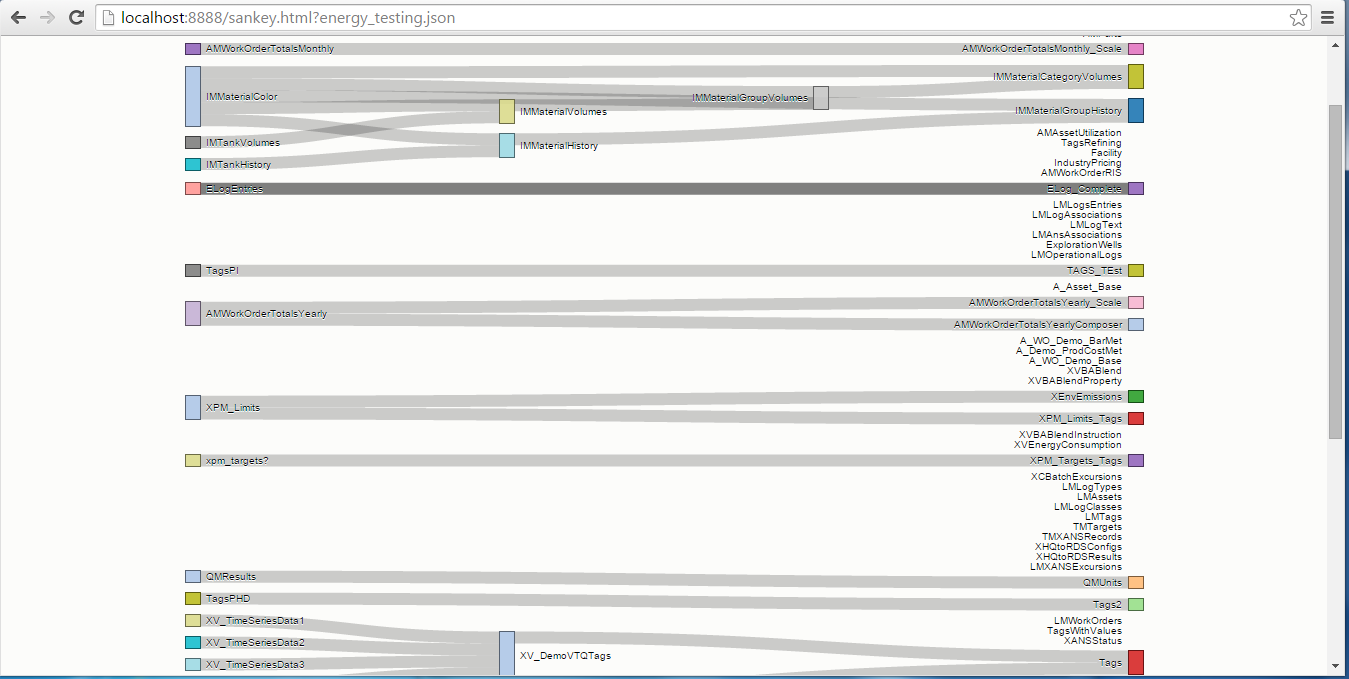 localhost:8888/sankey.html?energy_testing.json
AMWorkOrderTotalsMonthly
AMWorkOrderTotalsMonthly_Scale
IMMaterialCategoryVolumes
IMMaterialColor
IMMaterialGroupVolumes
IMMaterialVolumes
IMMaterialGroupHistory
AMAssetUtilization
IMTankVolumes
TagsRefining
IMMaterialHistory
Facility
IMTankHistory
IndustryPricing
AMWorkOrderRIS
ELogEntries
ELog_Complete
LMLogsEntries
LMLogAssociations
LMLogText
LMAnsAssociations
ExplorationWells
LMOperationalLogs
TagsPI
TAGS_TEst
A_Asset_Base
AMWorkOrderTotalsYearly_Scale
AMWorkOrderTotalsYearly
AMWorkOrderTotalsYearlyComposer
A_WO_Demo_BarMet
A_Demo_ProdCostMet
A_WO_Demo_Base
XVBABlend
XVBABlendProperty
XEnvEmissions
XPM_Limits
XPM_Limits_Tags
XVBABlendInstruction
XVEnergyConsumption
xpm_targets?
XPM_Targets_Tags
XCBatchExcursions
LMLogTypes
LMAssets
LMLogClasses
LMTags
TMTargets
TMXANSRecords
XHQtoRDSConfigs
XHQtoRDSResults
LMXANSExcursions
QMResults
QMUnits
TagsPHD
Tags2
XV_TimeSeriesData1
LMWorkOrders
TagsWithValues
XV_TimeSeriesData2
XANSStatus
XV_DemoVTQTags
XV_TimeSeriesData3
Tags